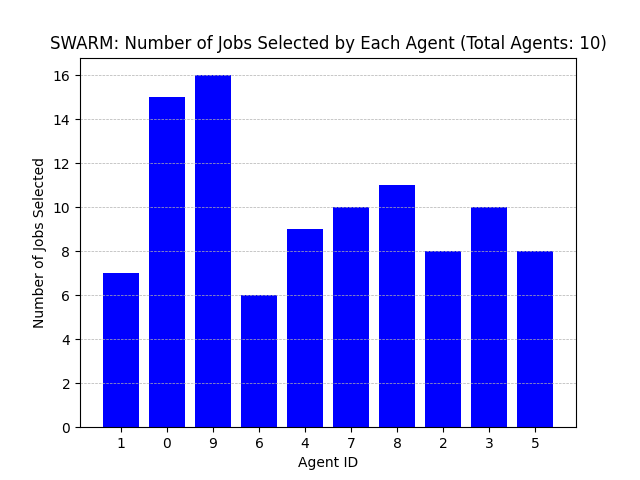 SWARM: Number of Jobs Selected by Each Agent (Total Agents: 10)
Number of Jobs Selected
16
14
12
10
8
6
4
2
0
1 0 9 6 4 7 8 2 3 5
Agent ID